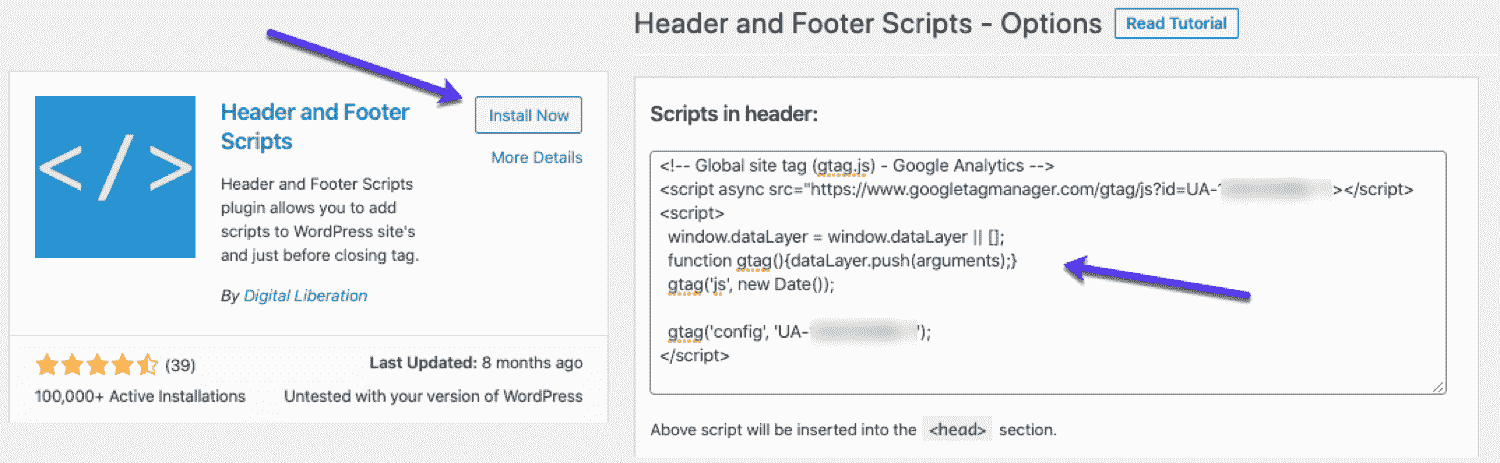 Header and Footer Scripts - Options
Read Tutorial
</>
Header and Footer
Scripts
Install Now
More Details
Header and Footer Scripts
plugin allows you to add
scripts to WordPress site's
and just before closing tag.
By Digital Liberation
(39)
Last Updated: 8 months ago
100,000+ Active Installations
Untested with your version of WordPress
Scripts in header:
<!-- Global site tag (gtag.js) - Google Analytics -->
<script async src="https://www.googletagmanager.com/gtag/js?id=UA- ></script>
<script>
window.dataLayer = window.dataLayer || [];
function gtag(){dataLayer.push(arguments);}
gtag('js', new Date());
gtag('config', 'UA- ');
</script>
Above script will be inserted into the <head> section.